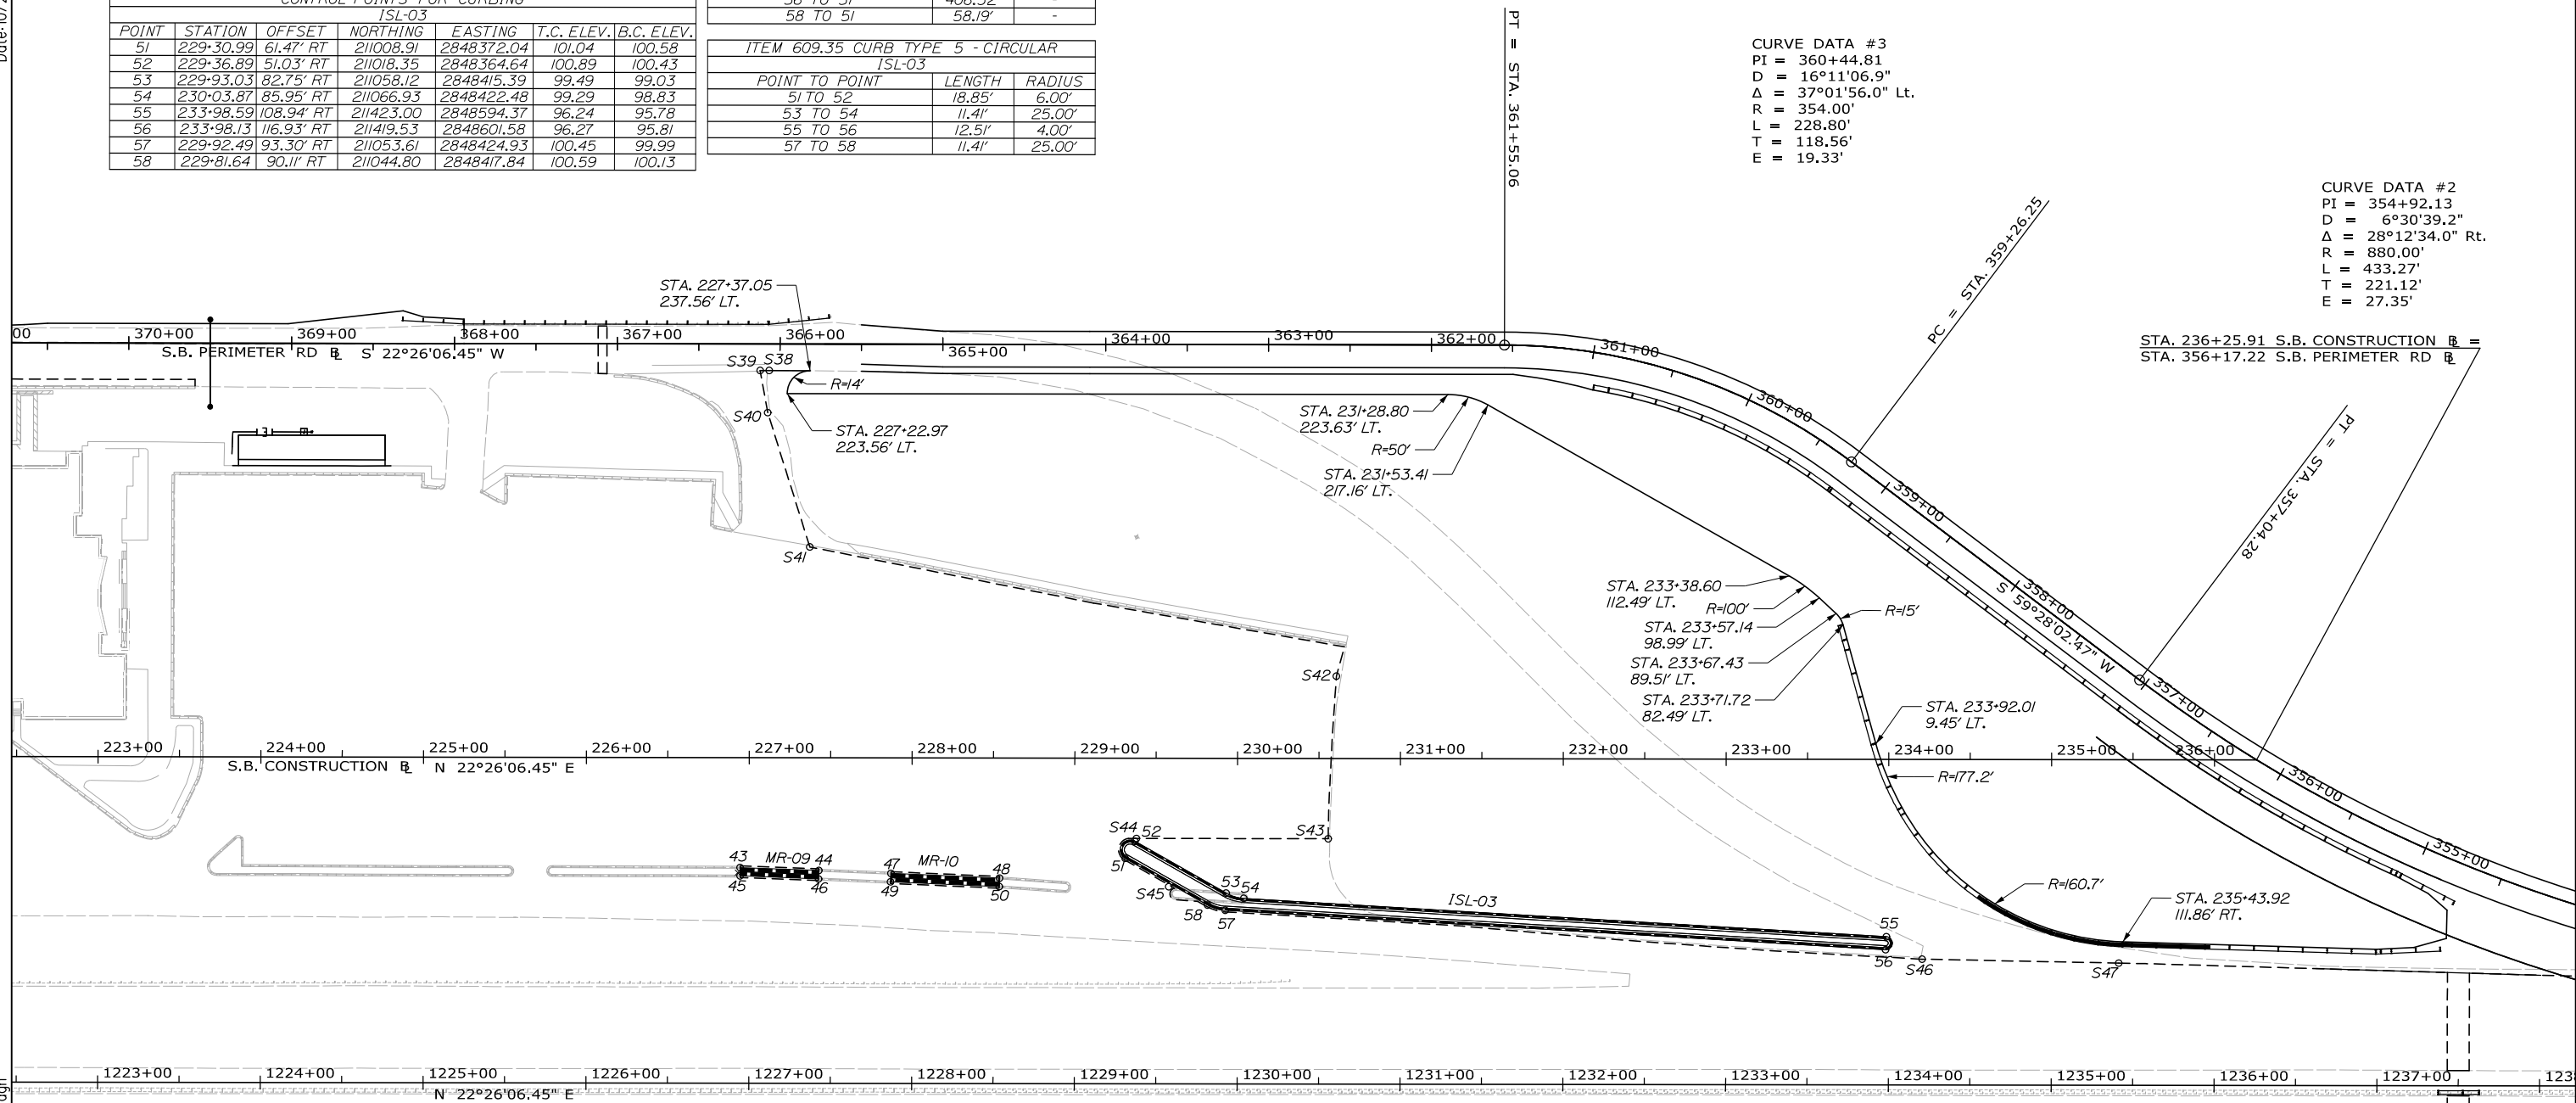 CONTROL POINTS FOR CURBING
ISL-03
POINT STATION OFFSET NORTHING EASTING T.C. ELEV. B.C. ELEV.
51 229+30.99 61.47' RT 211008.91 2848372.04 101.04 100.58
52 229+36.89 51.03' RT 211018.35 2848364.64 100.89 100.43
53 229+93.03 82.75' RT 211058.12 2848415.39 99.49 99.03
54 230+03.87 85.95' RT 211066.93 2848422.48 99.29 98.83
55 233+98.59 108.94' RT 211423.00 2848594.37 96.24 95.78
56 233+98.13 116.93' RT 211419.53 2848601.58 96.27 95.81
57 229+92.49 93.30' RT 211053.61 2848424.93 100.45 99.99
58 229+81.64 90.11' RT 211044.80 2848417.84 100.59 100.13
58 TO 51 58.19' -
ITEM 609.35 CURB TYPE 5 - CIRCULAR
ISL-03
POINT TO POINT LENGTH RADIUS
51 TO 52 18.85' 6.00'
53 TO 54 11.41' 25.00'
55 TO 56 12.51' 4.00'
57 TO 58 11.41' 25.00'
PT = STA. 361+55.06
CURVE DATA #3
PI = 360+44.81
D = 16°11'06.9"
Δ = 37°01'56.0" Lt.
R = 354.00'
L = 228.80'
T = 118.56'
E = 19.33'
CURVE DATA #2
PI = 354+92.13
D = 6°30'39.2"
Δ = 28°12'34.0" Rt.
R = 880.00'
L = 433.27'
T = 221.12'
E = 27.35'
PC = STA. 359+26.25
STA. 236+25.91 S.B. CONSTRUCTION BL =
STA. 356+17.22 S.B. PERIMETER RD BL
PT = STA. 357+04.28
STA. 227+37.05
237.56' LT.
00 370+00 369+00 368+00 367+00 366+00 365+00 364+00 363+00 362+00 361+00 360+00 359+00 358+00 357+00 356+00 355+00
S.B. PERIMETER RD BL S 22°26'06.45" W
S 59°28'02.47" W
S39 S38
R=14'
S40
STA. 227+22.97
223.56' LT.
STA. 231+28.80
223.63' LT.
R=50'
STA. 231+53.41
217.16' LT.
S41
STA. 233+38.60
112.49' LT.
R=100'
R=15'
STA. 233+57.14
98.99' LT.
STA. 233+67.43
89.51' LT.
STA. 233+71.72
82.49' LT.
S42
STA. 233+92.01
9.45' LT.
223+00 224+00 225+00 226+00 227+00 228+00 229+00 230+00 231+00 232+00 233+00 234+00 235+00 236+00
S.B. CONSTRUCTION BL N 22°26'06.45" E
R=177.2'
S44 52 S43
43 MR-09 44 47 MR-10 48
45 46 49 50
51 S45 53 54
58 57
ISL-03
R=160.7'
STA. 235+43.92
111.86' RT.
55
56 S46 S47
1223+00 1224+00 1225+00 1226+00 1227+00 1228+00 1229+00 1230+00 1231+00 1232+00 1233+00 1234+00 1235+00 1236+00 1237+00
N 22°26'06.45" E